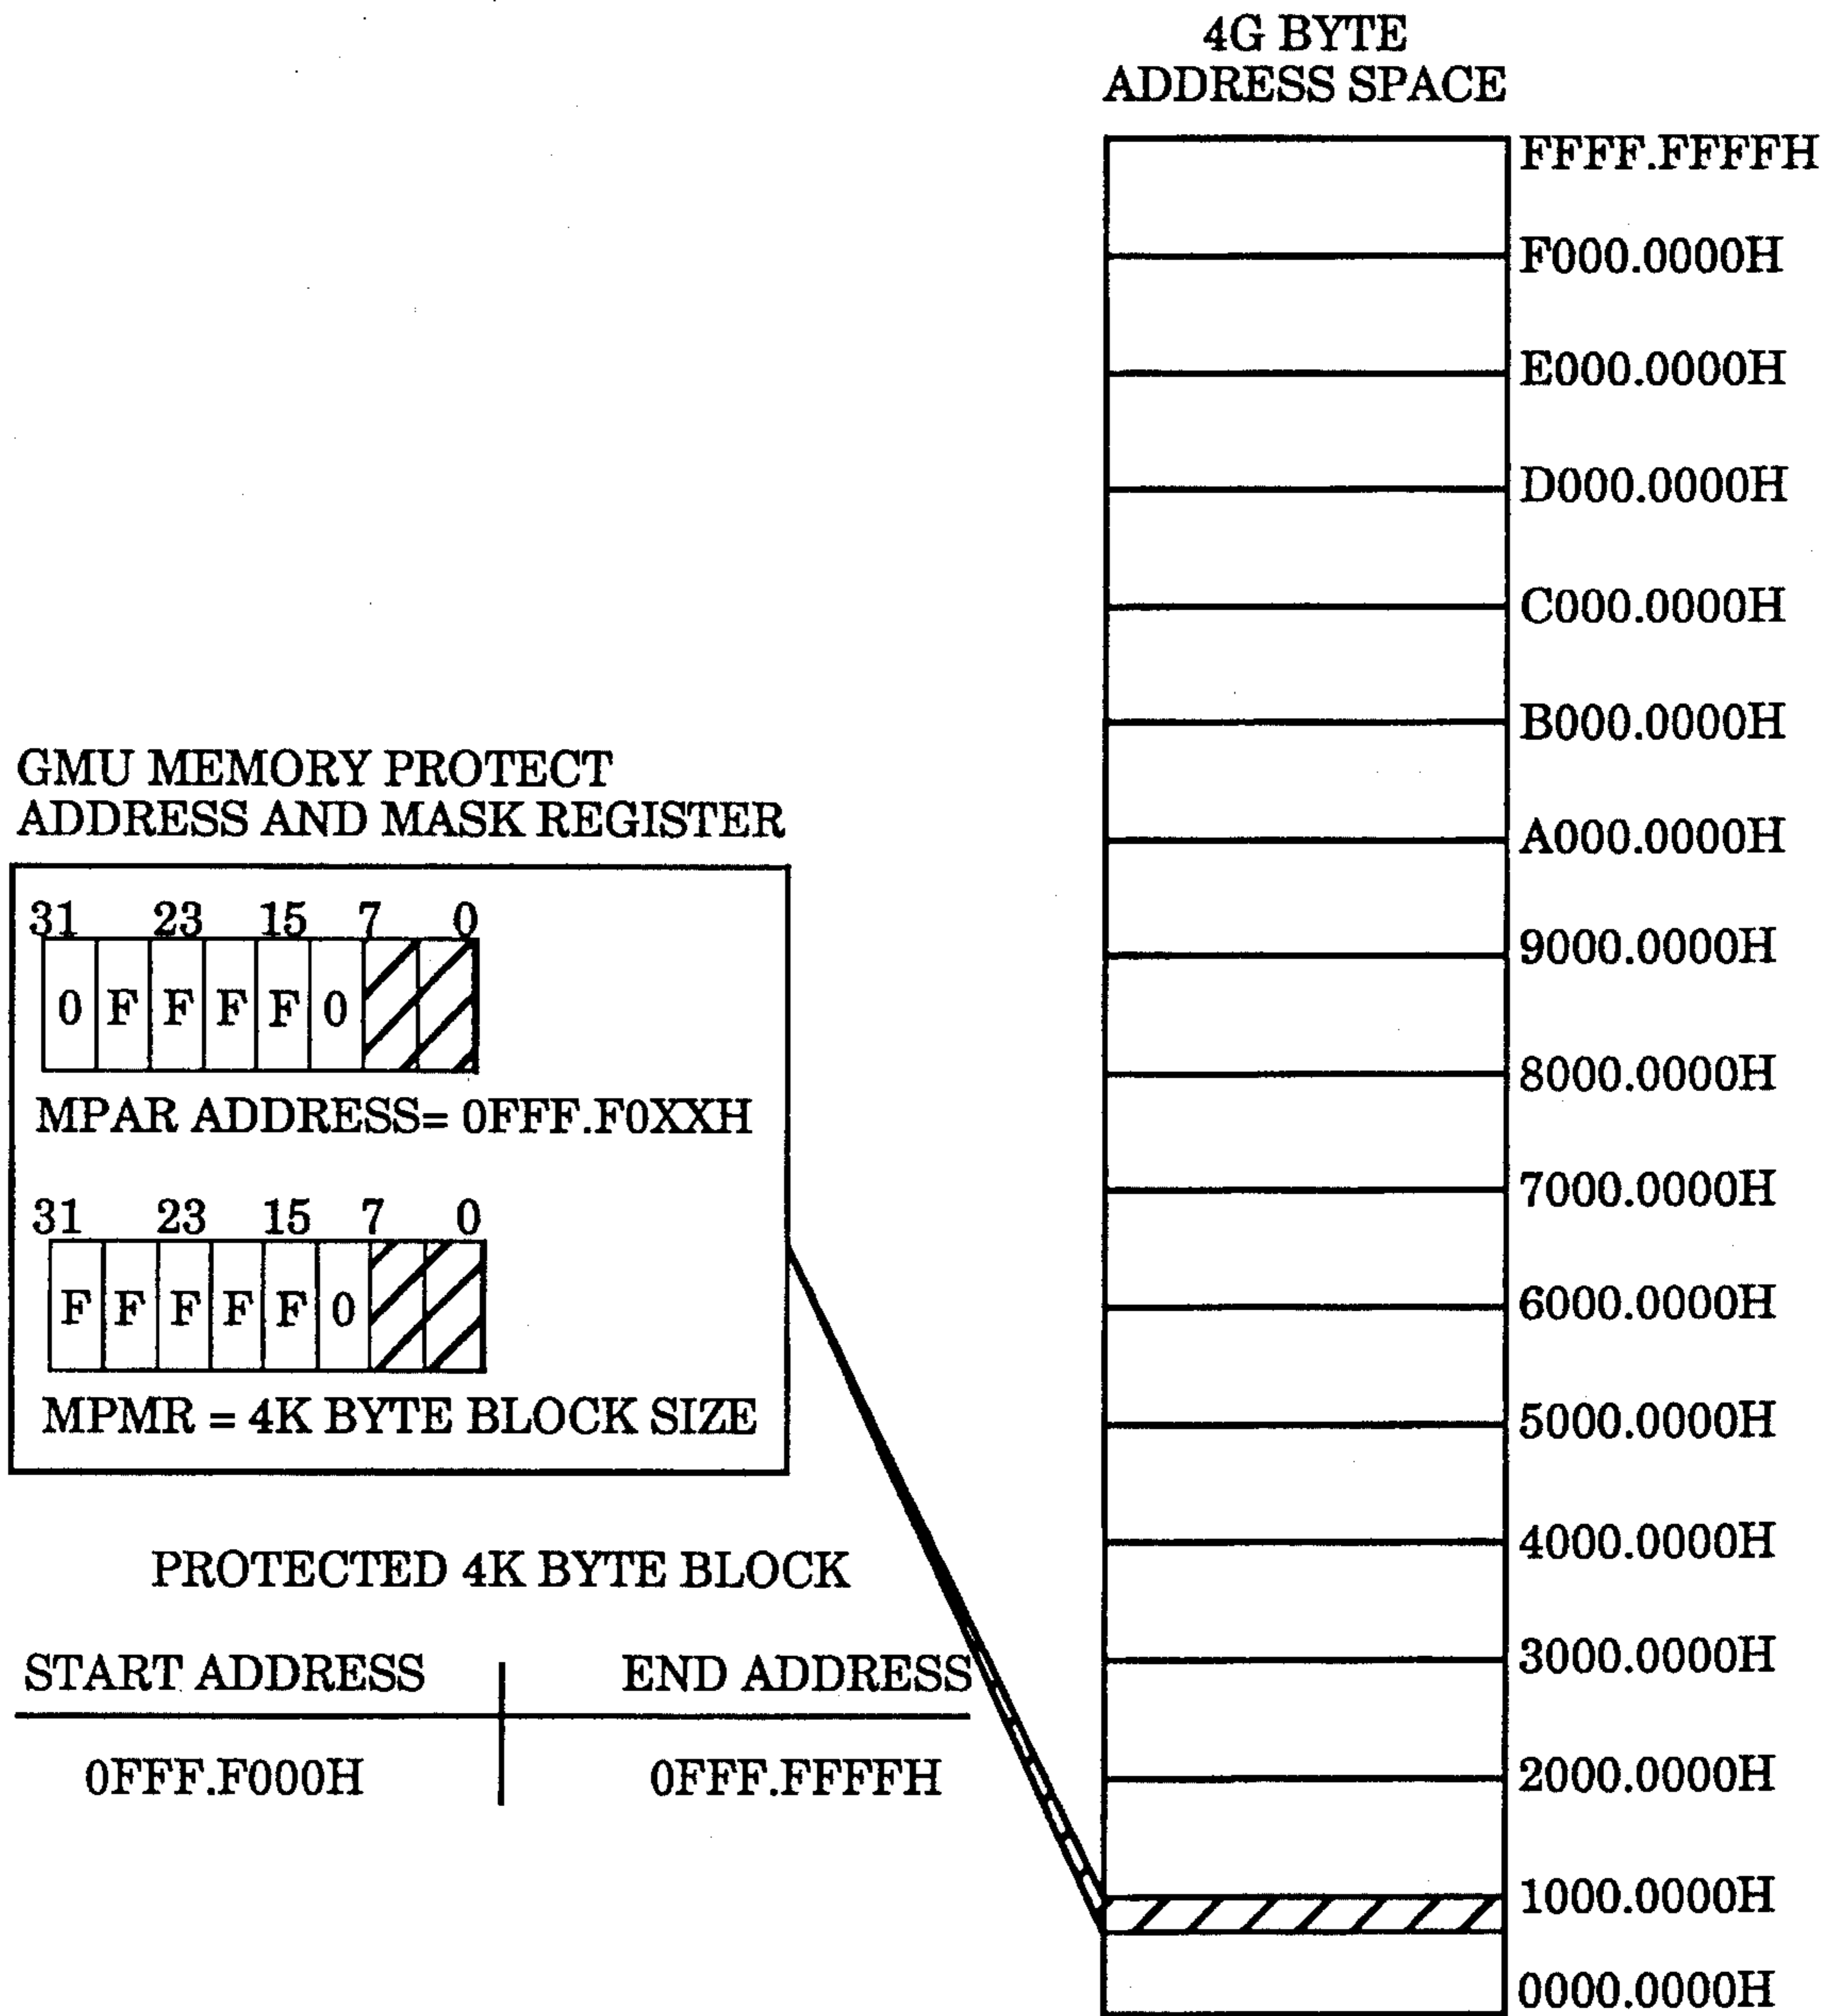 4G BYTE
ADDRESS SPACE
FFFF.FFFFH
F000.0000H
E000.0000H
D000.0000H
C000.0000H
B000.0000H
A000.0000H
9000.0000H
8000.0000H
7000.0000H
6000.0000H
5000.0000H
4000.0000H
3000.0000H
2000.0000H
1000.0000H
0000.0000H
GMU MEMORY PROTECT
ADDRESS AND MASK REGISTER
31 23 15 7 0
0 F F F F 0
MPAR ADDRESS= 0FFF.F0XXH
31 23 15 7 0
F F F F F 0
MPMR = 4K BYTE BLOCK SIZE
PROTECTED 4K BYTE BLOCK
START ADDRESS END ADDRESS
0FFF.F000H 0FFF.FFFFH